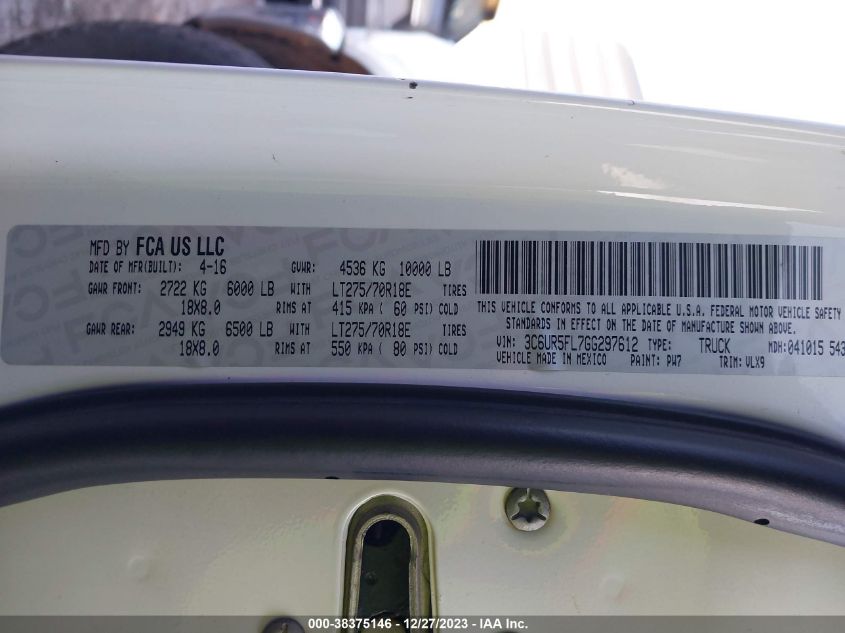 MFD BY FCA US LLC
DATE OF MFR(BUILT): 4-16 GVWR: 4536 KG 10000 LB
GAWR FRONT: 2722 KG 6000 LB WITH LT275/70R18E TIRES
18X8.0 RIMS AT 415 KPA ( 60 PSI) COLD
GAWR REAR: 2949 KG 6500 LB WITH LT275/70R18E TIRES
18X8.0 RIMS AT 550 KPA ( 80 PSI) COLD
THIS VEHICLE CONFORMS TO ALL APPLICABLE U.S.A. FEDERAL MOTOR VEHICLE SAFETY
STANDARDS IN EFFECT ON THE DATE OF MANUFACTURE SHOWN ABOVE.
VIN: 3C6UR5FL7GG297612 TYPE: TRUCK MDH: 041015 543
VEHICLE MADE IN MEXICO PAINT: PW7 TRIM: VLX9
000-38375146 - 12/27/2023 - IAA Inc.